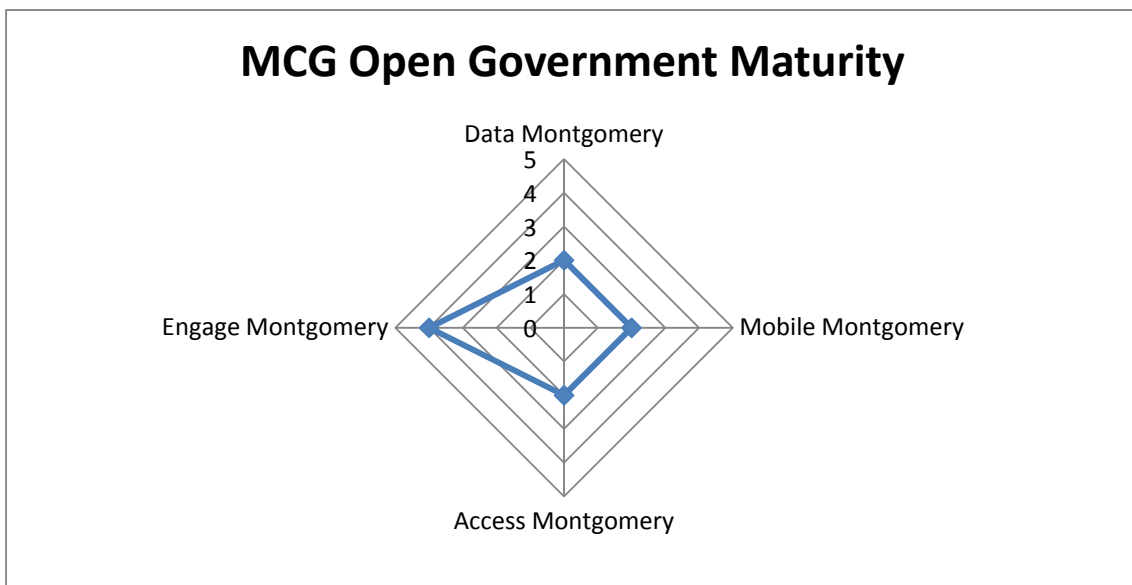 MCG Open Government Maturity
Data Montgomery
5
4
3
2
1
0
Engage Montgomery
Mobile Montgomery
Access Montgomery